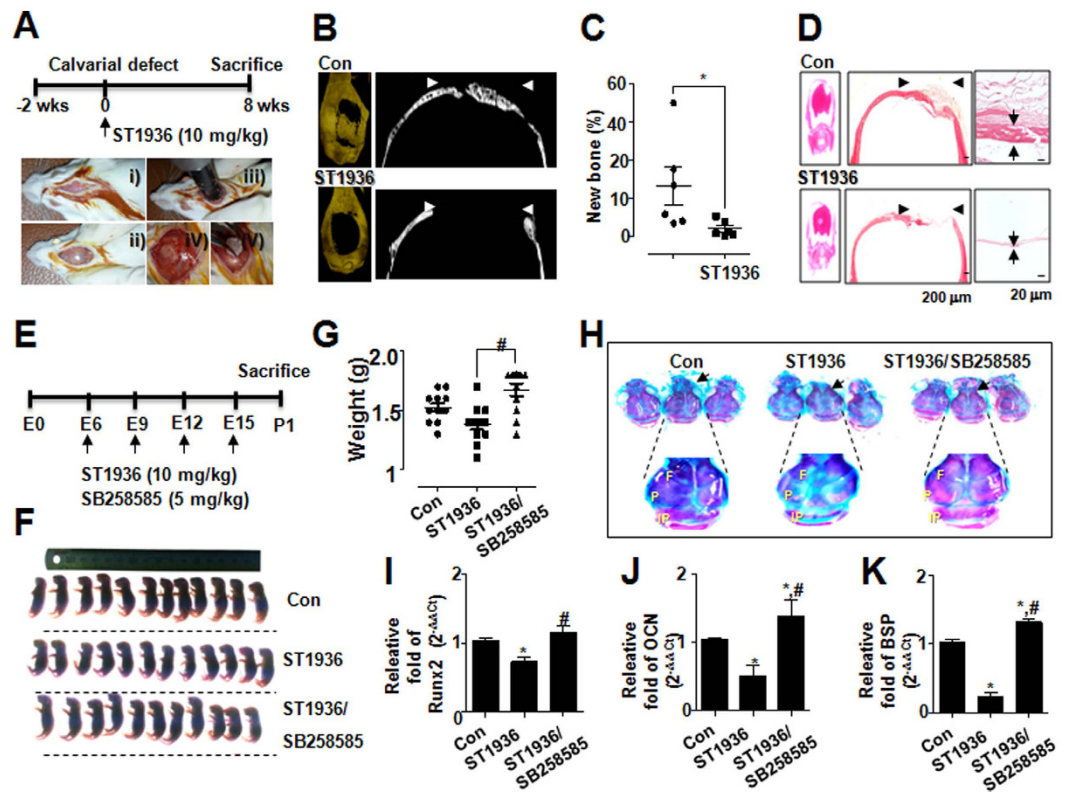 A
Calvarial defect Sacrifice
-2 wks 0 8 wks
ST1936 (10 mg/kg)
i) iii)
ii) iV) V)
B
Con
ST1936
C
*
New bone (%)
60
40
20
10
0
ST1936
D
Con
ST1936
200 µm 20 µm
E
Sacrifice
E0 E6 E9 E12 E15 P1
ST1936 (10 mg/kg)
SB258585 (5 mg/kg)
F
Con
ST1936
ST1936/
SB258585
G
#
Weight (g)
2.0
1.5
1
Con
ST1936
ST1936/
SB258585
H
Con ST1936 ST1936/SB258585
F F F
P P P
IP IP IP
I
Releative
fold of
Runx2 (2-ΔΔCt)
2
1
0
*
#
Con
ST1936
ST1936/
SB258585
J
Releative
fold of OCN
(2-ΔΔCt)
2
1
0
*
*,#
Con
ST1936
ST1936/
SB258585
K
Releative
fold of BSP
(2-ΔΔCt)
2
1
0
*
*,#
Con
ST1936
ST1936/
SB258585